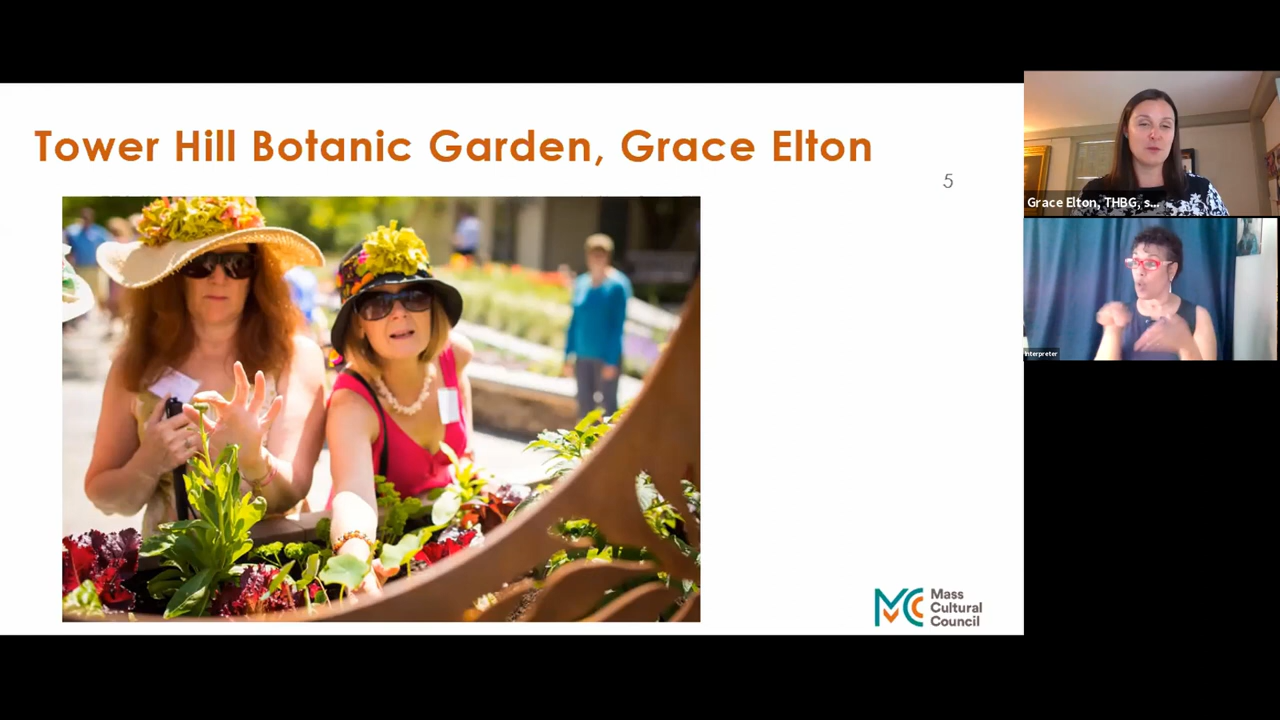 Tower Hill Botanic Garden, Grace Elton
5
Grace Elton, THBG, s...
Interpreter
Mass
Cultural
Council